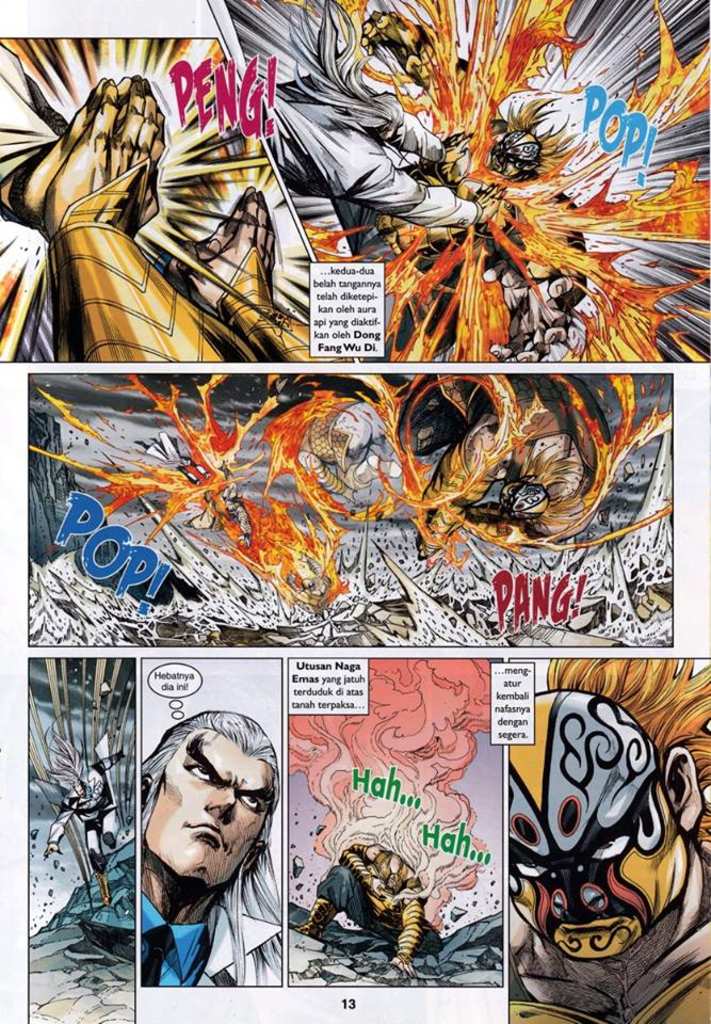 PENG!
POP!
...kedua-dua
belah tangannya
telah diketepi-
kan oleh aura
api yang diaktif-
kan oleh Dong
Fang Wu Di.
POP!
PANG!
Hebatnya
dia ini!
Utusan Naga
Emas yang jatuh
terduduk di atas
tanah terpaksa...
Hah...
Hah...
...meng-
atur
kembali
nafasnya
dengan
segera.
13